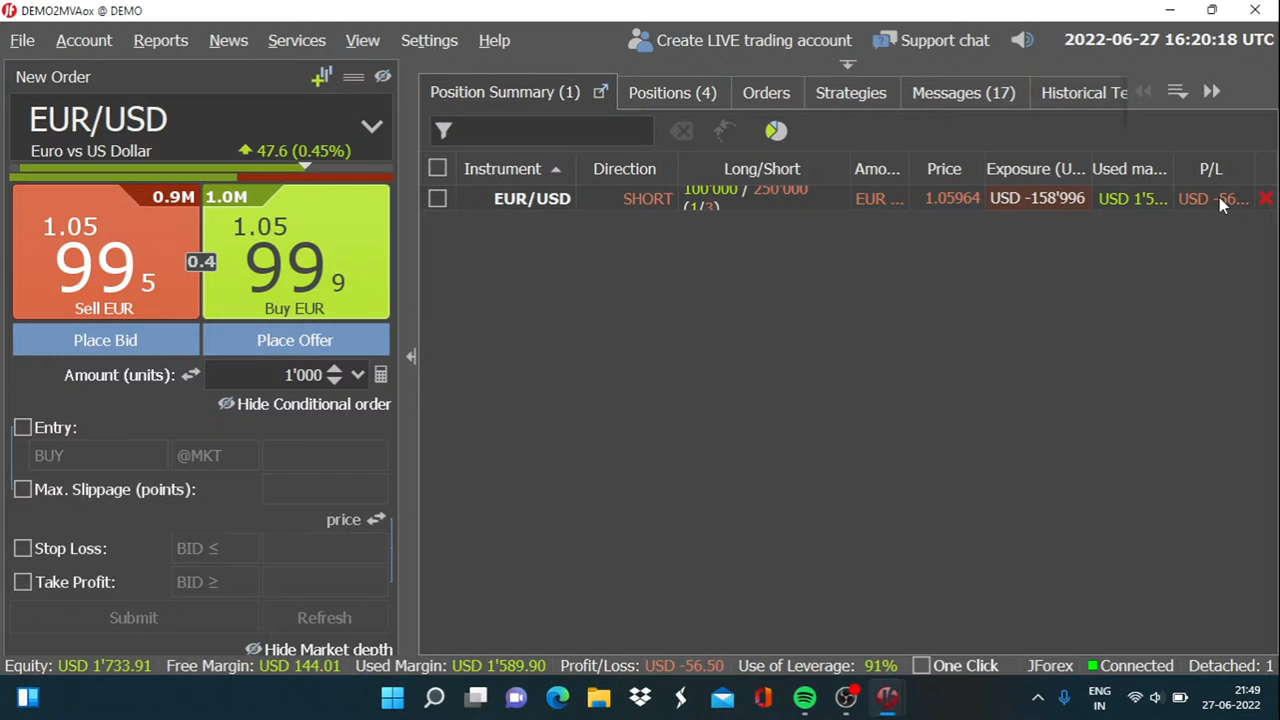 DEMO2MVAox @ DEMO
File Account Reports News Services View Settings Help Create LIVE trading account Support chat 2022-06-27 16:20:18 UTC
New Order
EUR/USD
Euro vs US Dollar 47.6 (0.45%)
0.9M 1.0M
1.05 1.05
99 5 0.4 99 9
Sell EUR Buy EUR
Place Bid Place Offer
Amount (units): 1'000
Hide Conditional order
Entry:
BUY @MKT
Max. Slippage (points):
price
Stop Loss: BID ≤
Take Profit: BID ≥
Submit Refresh
Hide Market depth
Position Summary (1) Positions (4) Orders Strategies Messages (17) Historical Te
Instrument Direction Long/Short Amo... Price Exposure (U... Used ma... P/L
EUR/USD SHORT 100'000 / 250'000 EUR ... 1.05964 USD -158'996 USD 1'5... USD -56...
(1/3)
Equity: USD 1'733.91 Free Margin: USD 144.01 Used Margin: USD 1'589.90 Profit/Loss: USD -56.50 Use of Leverage: 91% One Click JForex Connected Detached: 1
ENG 21:49
IN 27-06-2022